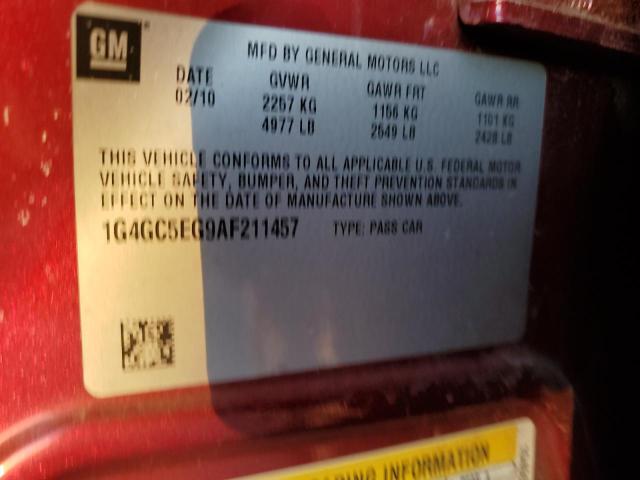 GM
MFD BY GENERAL MOTORS LLC
DATE GVWR GAWR FRT GAWR RR
02/10 2257 KG 1156 KG 1101 KG
4977 LB 2549 LB 2428 LB
THIS VEHICLE CONFORMS TO ALL APPLICABLE U.S. FEDERAL MOTOR
VEHICLE SAFETY, BUMPER, AND THEFT PREVENTION STANDARDS IN
EFFECT ON THE DATE OF MANUFACTURE SHOWN ABOVE.
1G4GC5EG9AF211457 TYPE: PASS CAR
INFORMATION